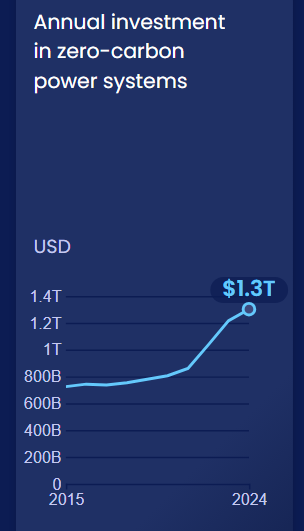 Annual investment
in zero-carbon
power systems
USD
$1.3T
1.4T
1.2T
1T
800B
600B
400B
200B
0
2015 2024